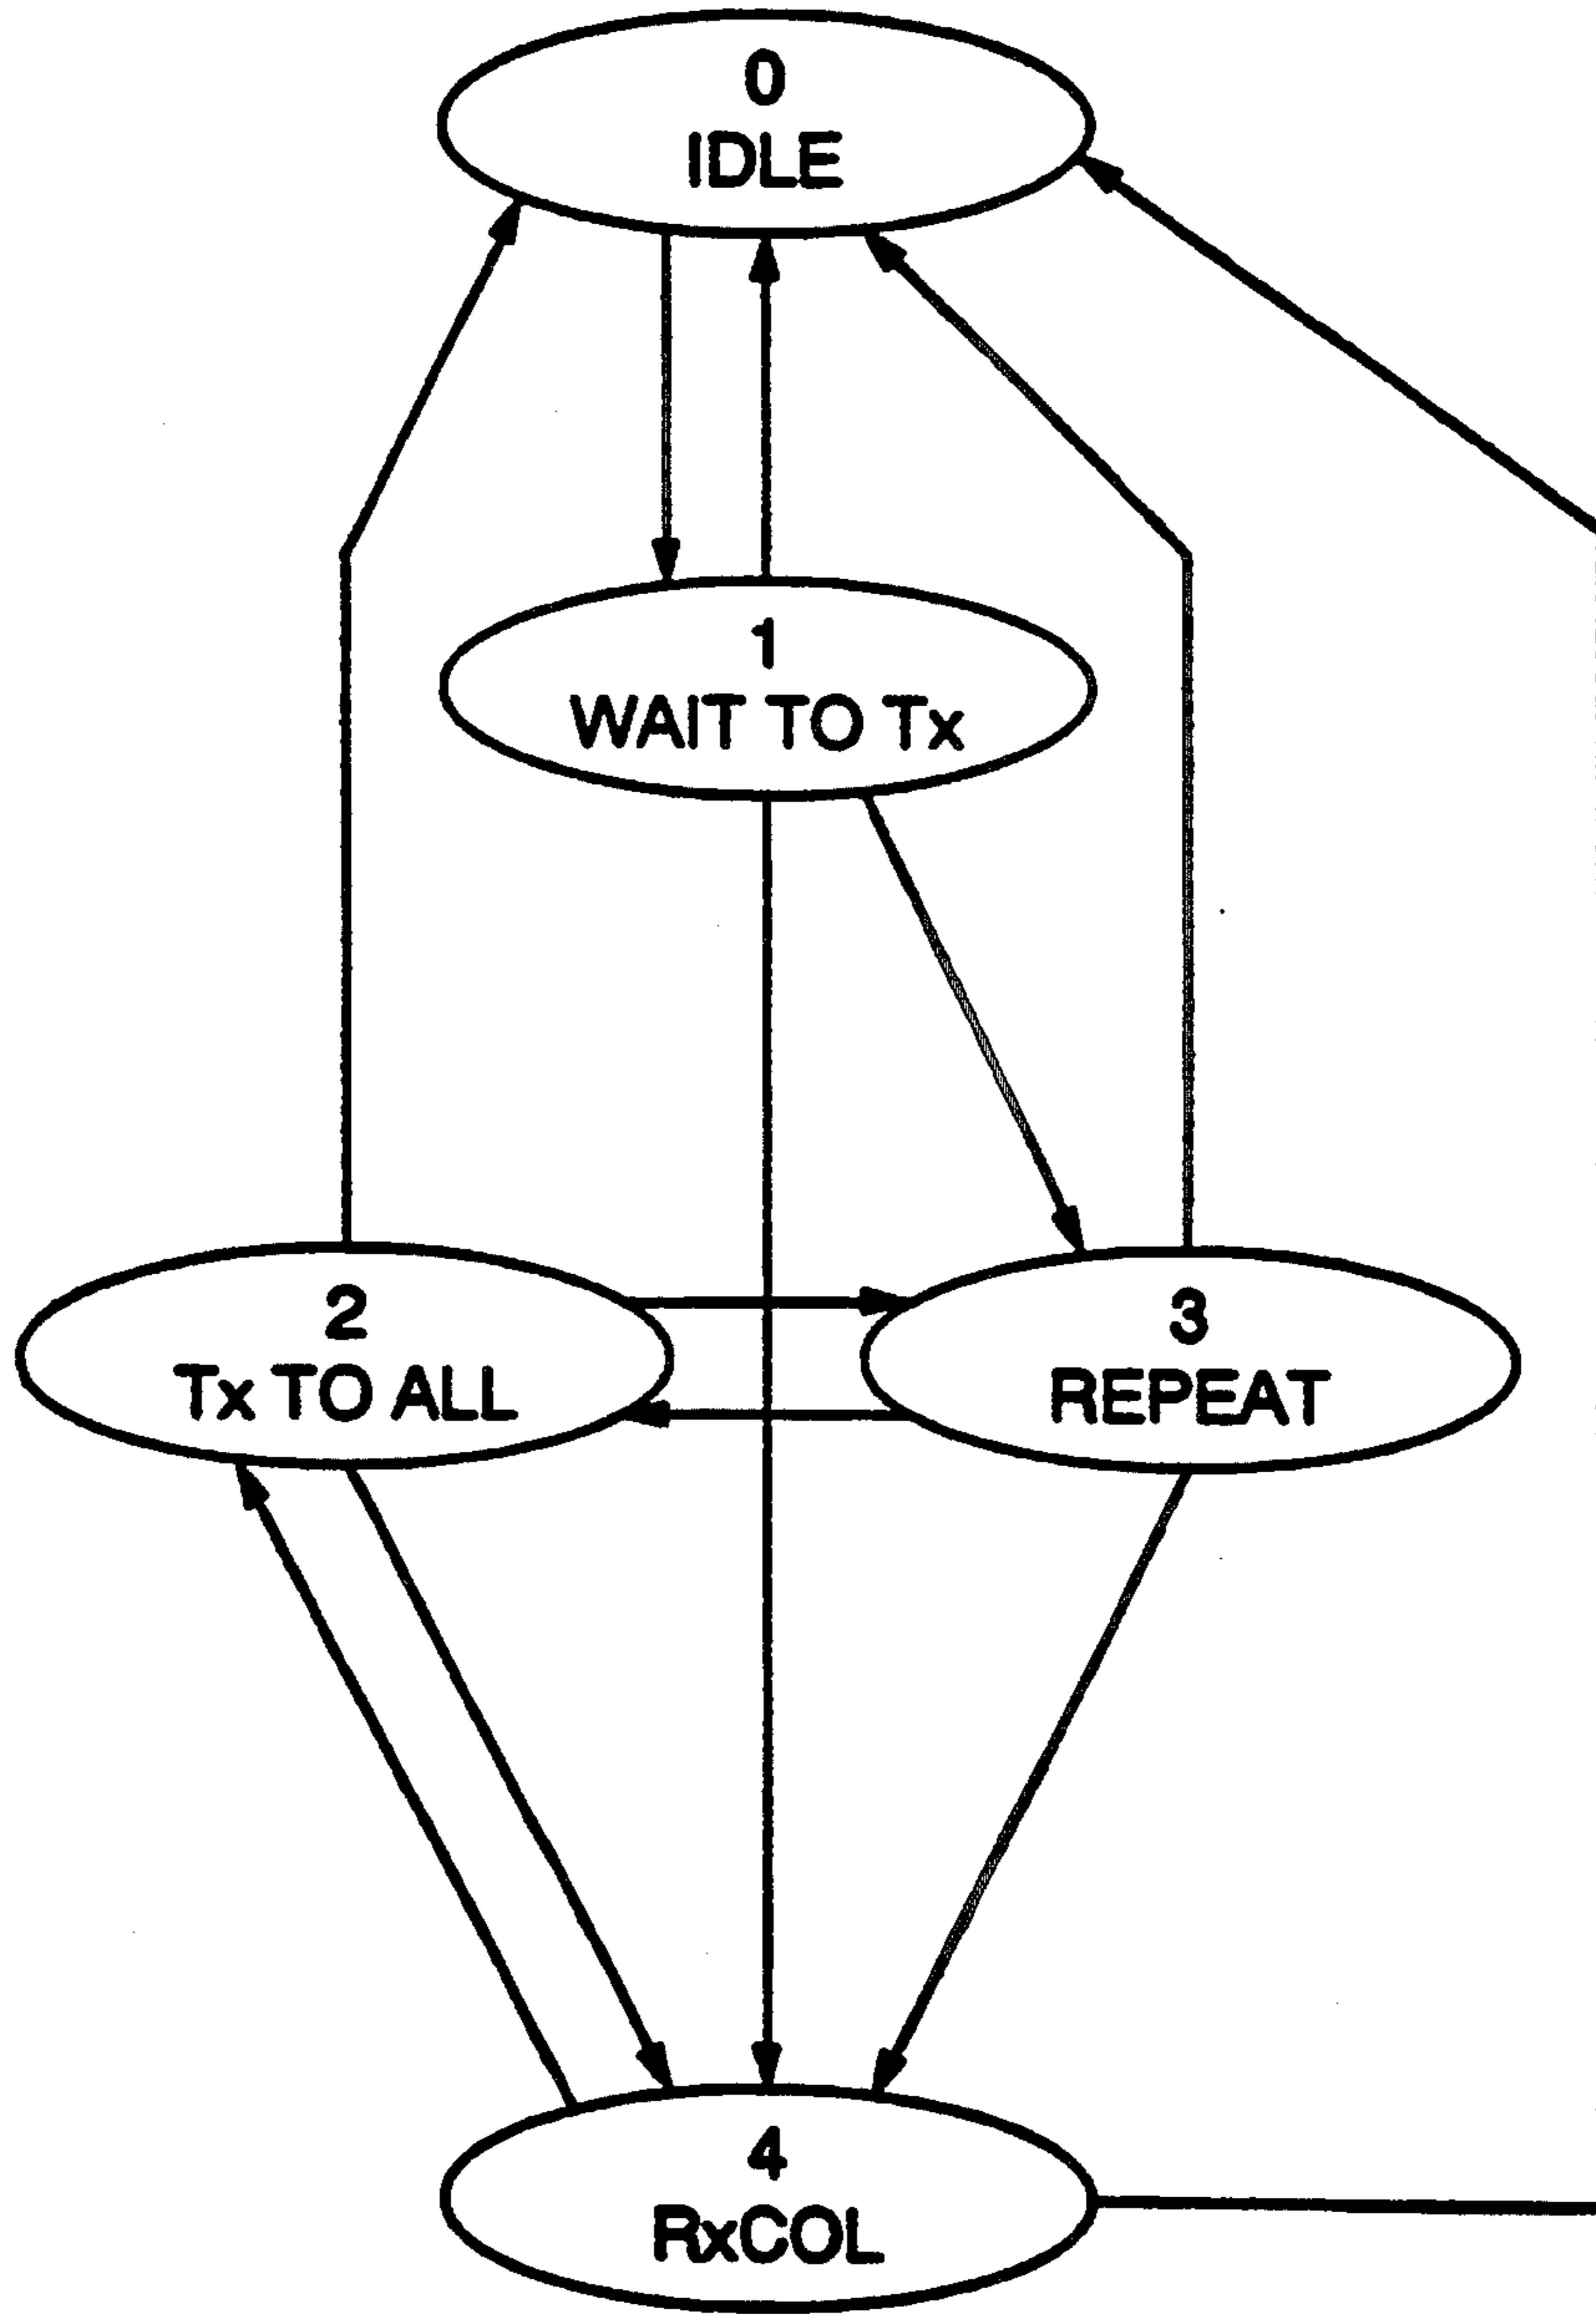 0
IDLE
1
WAIT TO Tx
2
Tx TO ALL
3
REPEAT
4
RxCOL